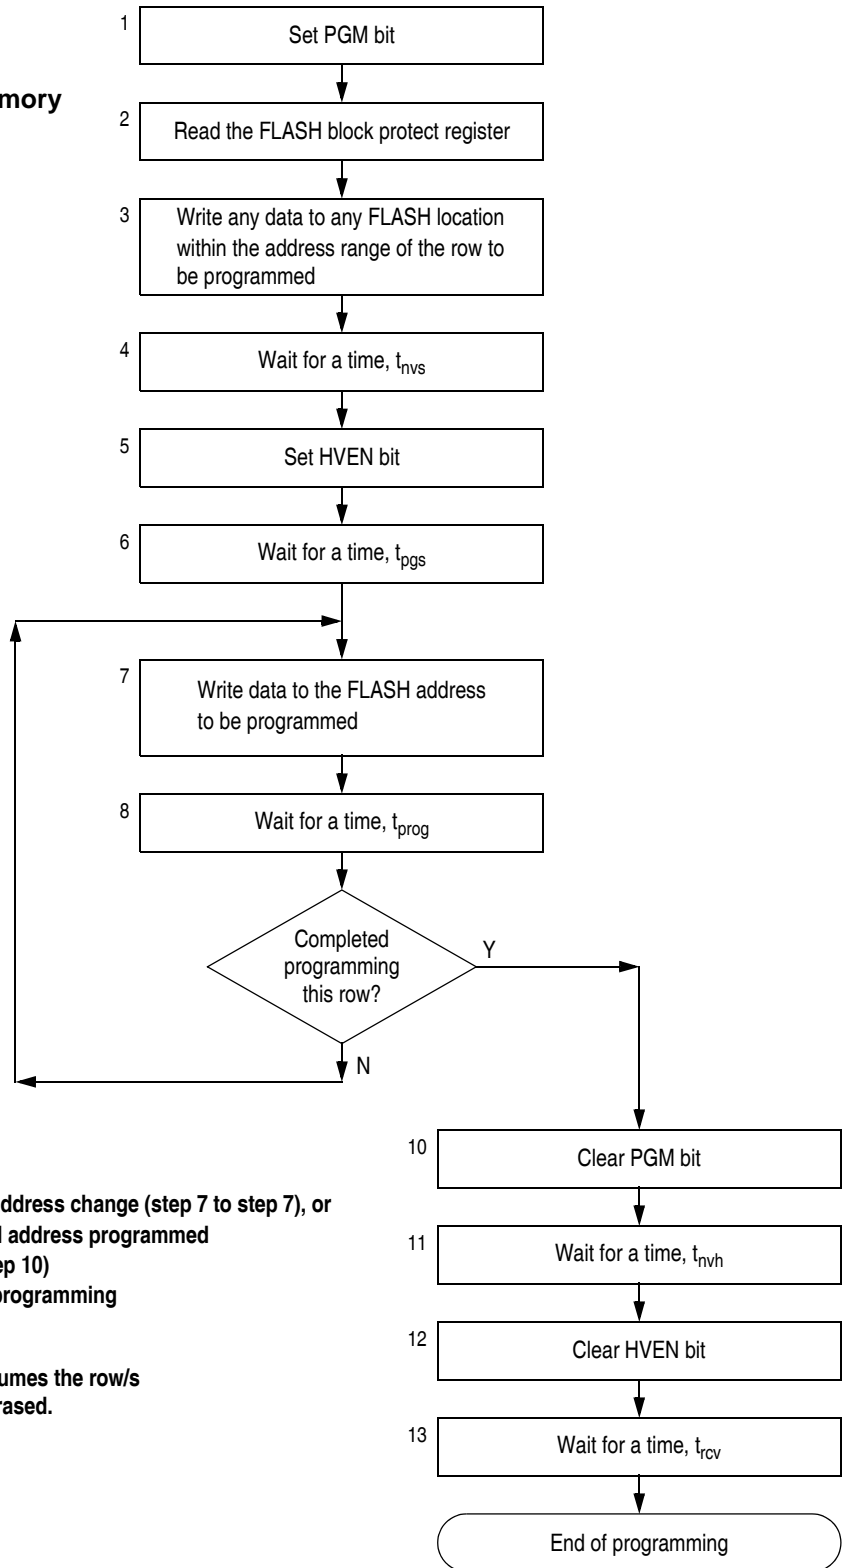 1
Set PGM bit
mory
2
Read the FLASH block protect register
3
Write any data to any FLASH location
within the address range of the row to
be programmed
4
Wait for a time, tnvs
5
Set HVEN bit
6
Wait for a time, tpgs
7
Write data to the FLASH address
to be programmed
8
Wait for a time, tprog
Completed
programming
this row?
Y
N
10
Clear PGM bit
ddress change (step 7 to step 7), or
address programmed
ep 10)
programming
11
Wait for a time, tnvh
12
Clear HVEN bit
umes the row/s
rased.
13
Wait for a time, trcv
End of programming